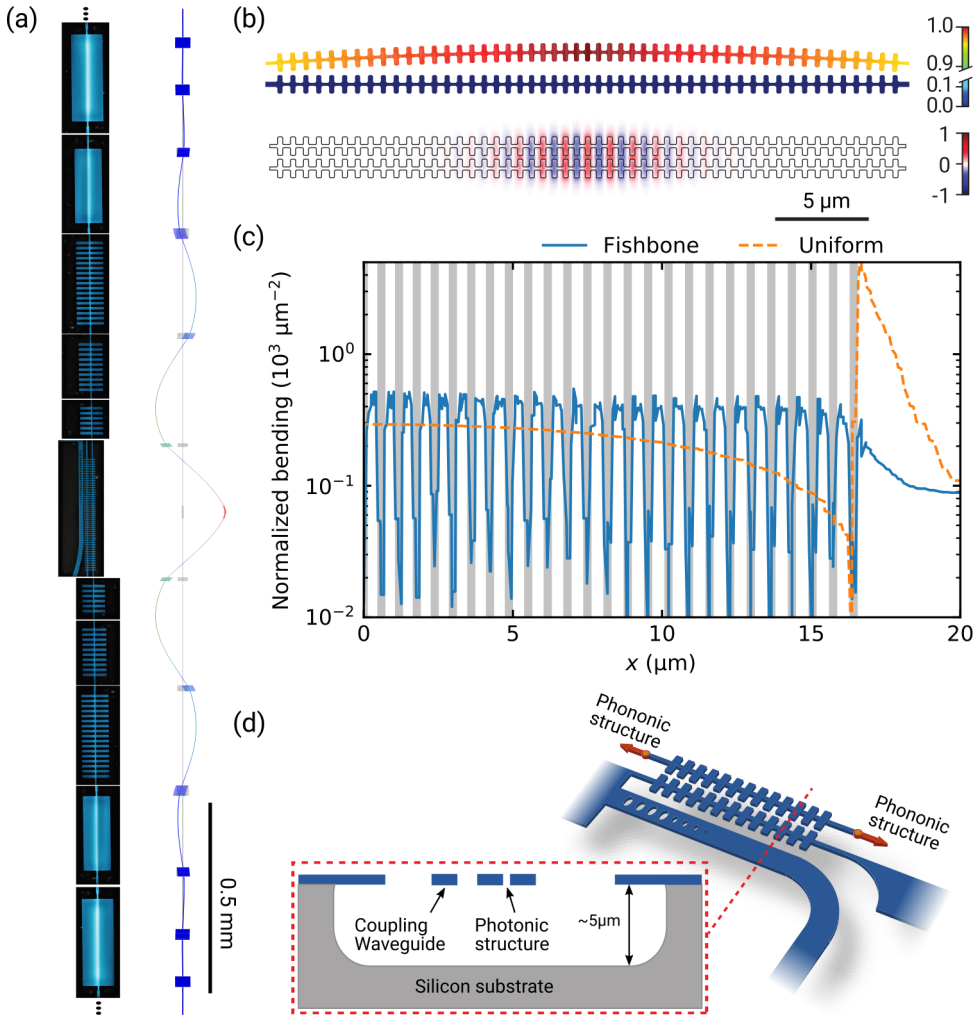 (a)
0.5 mm
(b)
1.0
0.9
0.1
0.0
1
0
-1
5 μm
(c)
Fishbone
Uniform
Normalized bending (10³ μm⁻²)
10⁰
10⁻¹
10⁻²
0
5
10
15
20
x (μm)
(d)
Phononic
structure
Phononic
structure
Coupling
Waveguide
Photonic
structure
~5μm
Silicon substrate